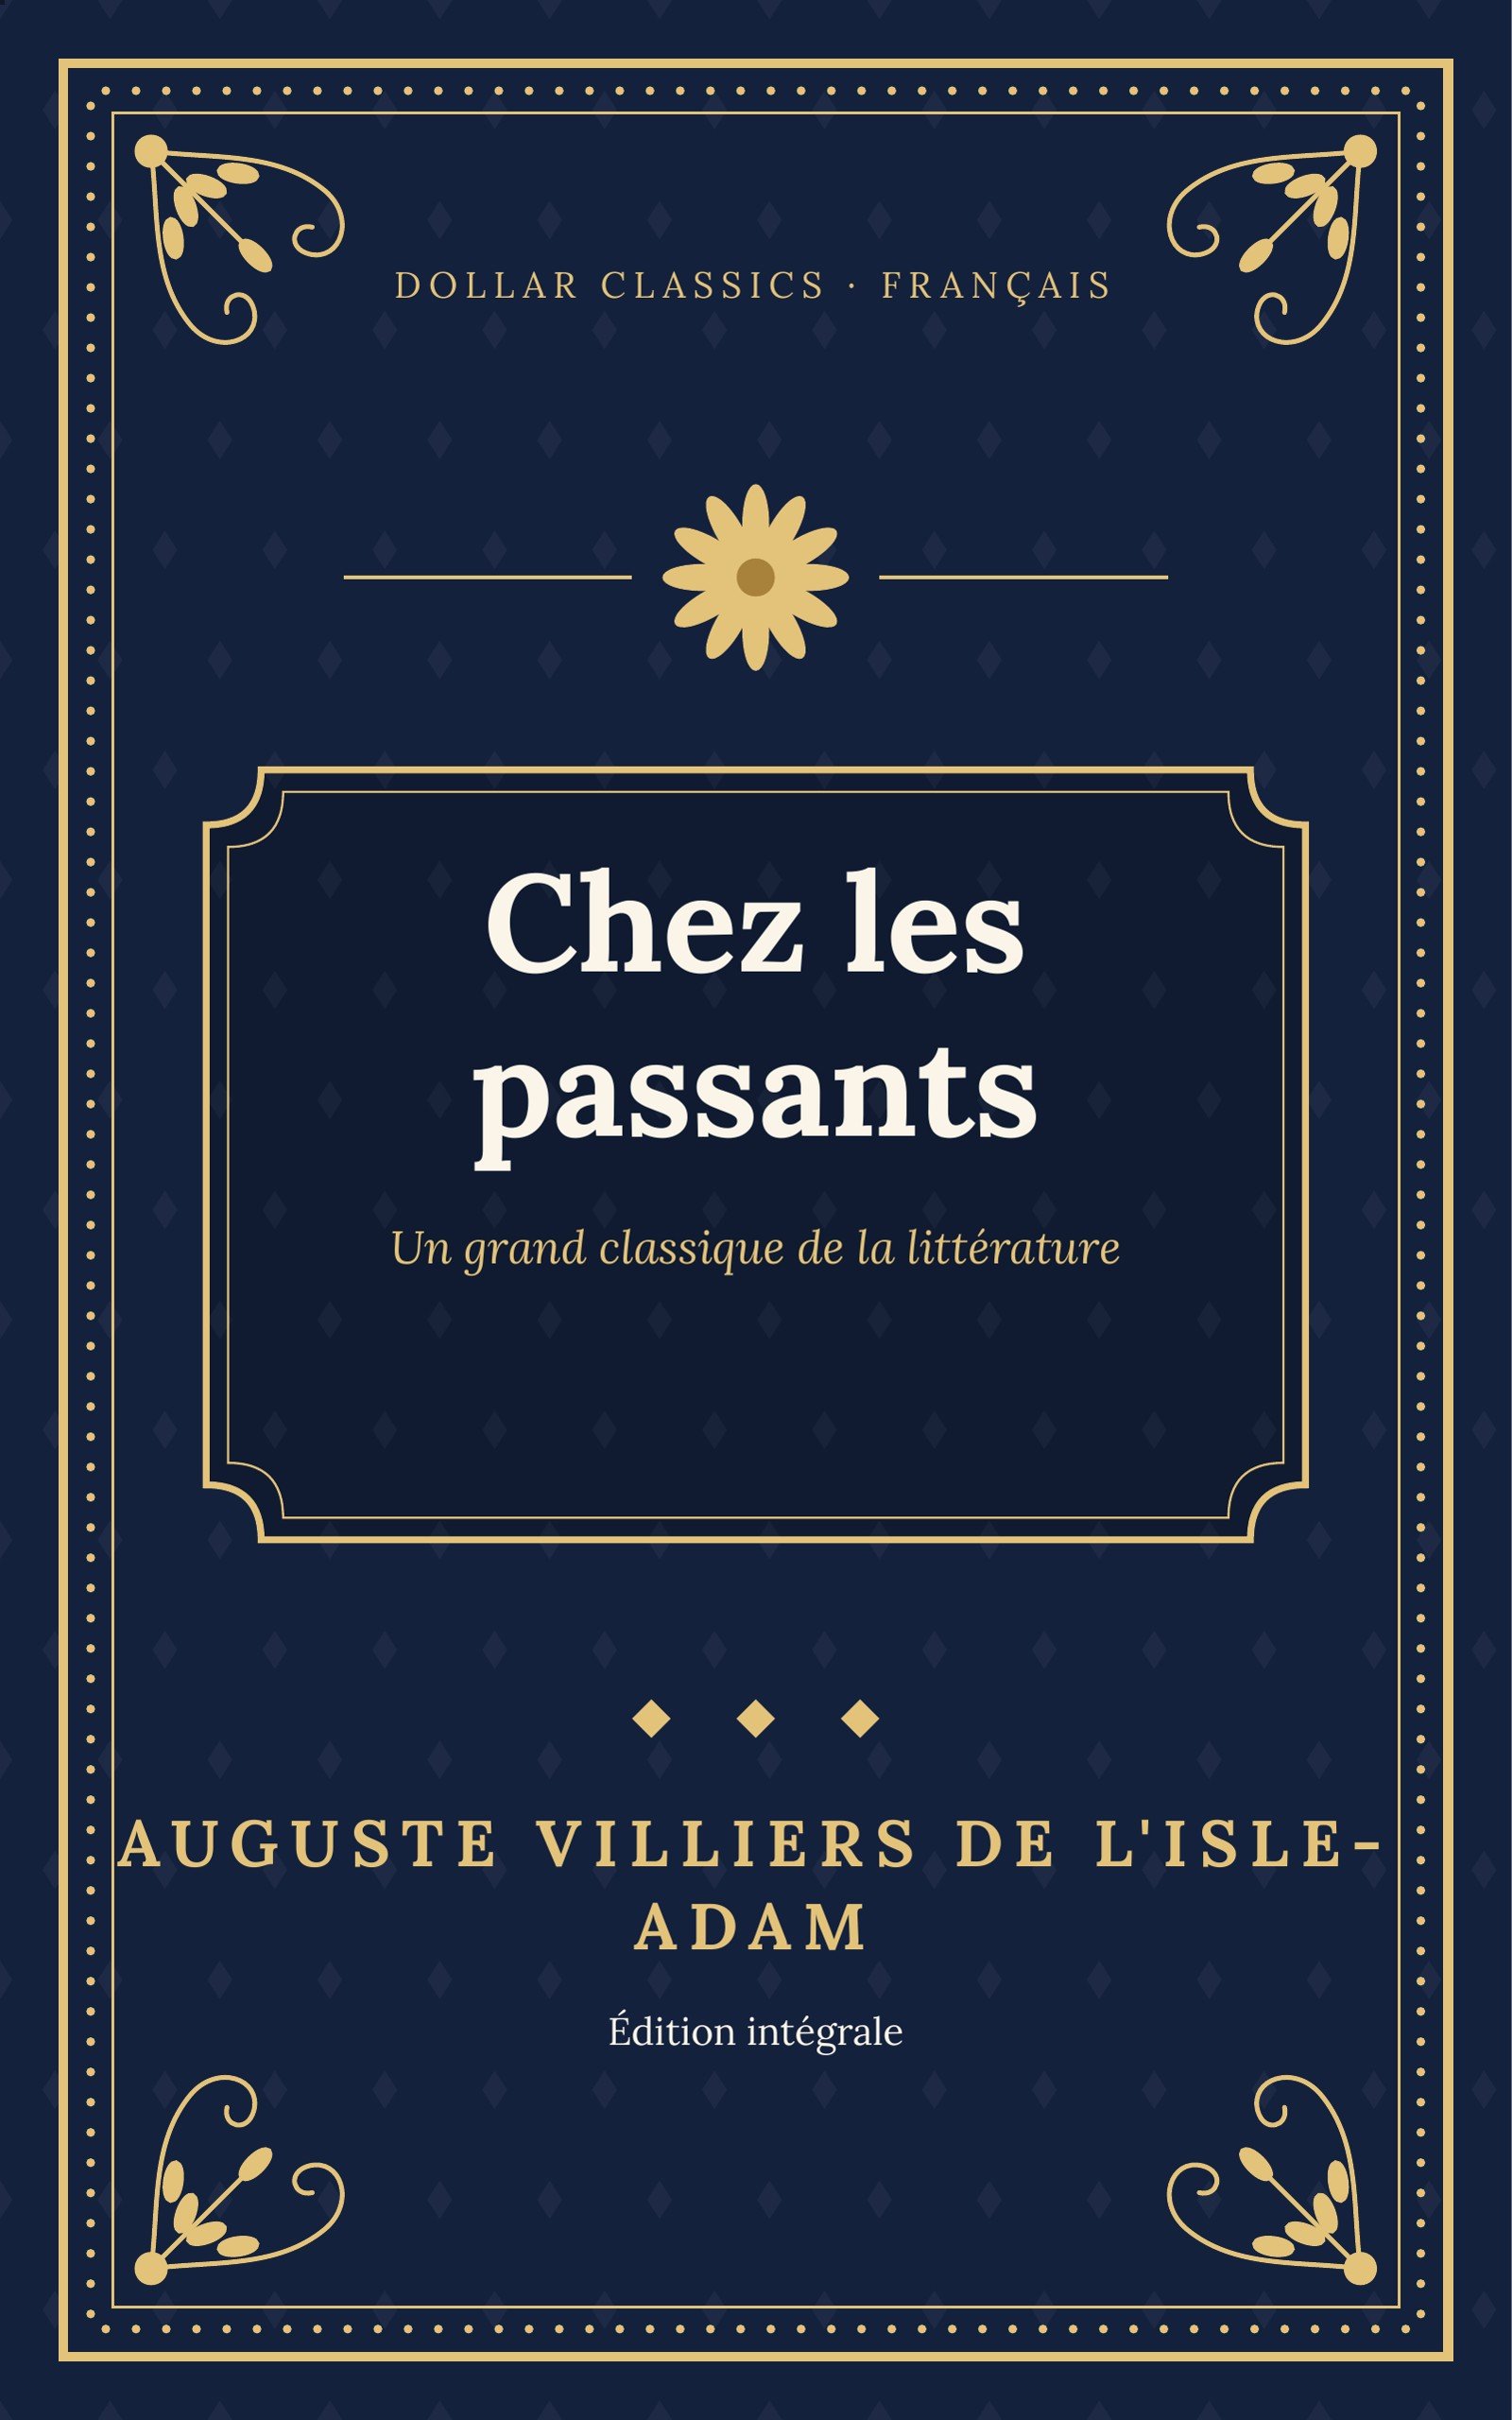 DOLLAR CLASSICS · FRANÇAIS
Chez les
passants
Un grand classique de la littérature
AUGUSTE VILLIERS DE L'ISLE-
ADAM
Édition intégrale